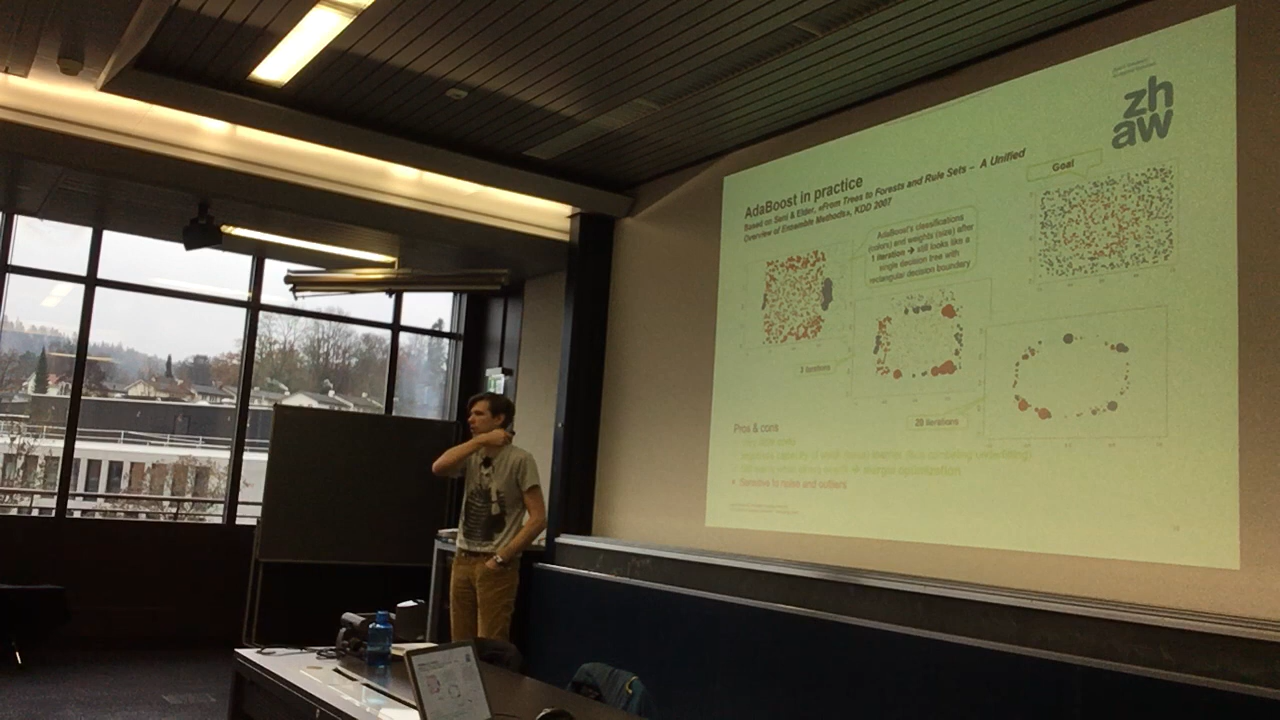 zh
aw
AdaBoost in practice
Based on Seni & Elder, «From Trees to Forests and Rule Sets – A Unified
Overview of Ensemble Methods», KDD 2007
Goal
AdaBoost's classifications
(colors) and weights (size) after
1 iteration → still looks like a
single decision tree with
rectangular decision boundary
3 iterations
20 iterations
Pros & cons
margin optimization
• Sensitive to noise and outliers